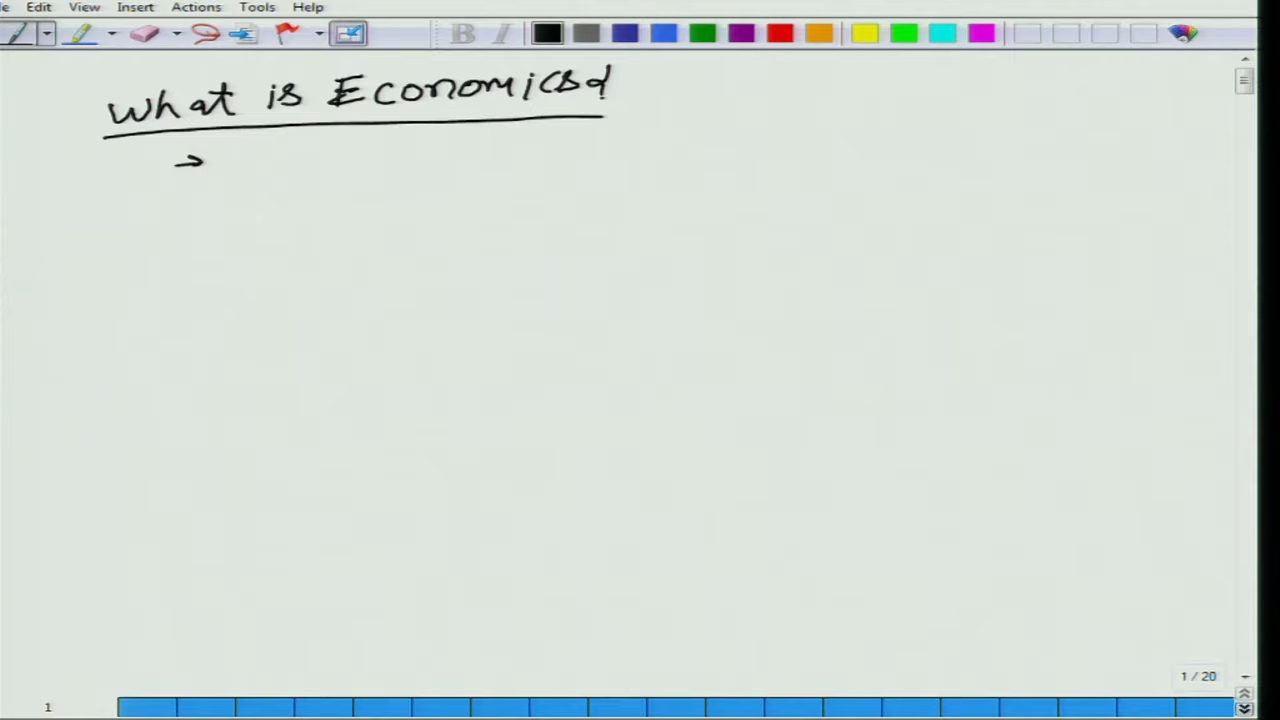 Edit View Insert Actions Tools Help
B I
What is Economics?
→
1 / 20
1